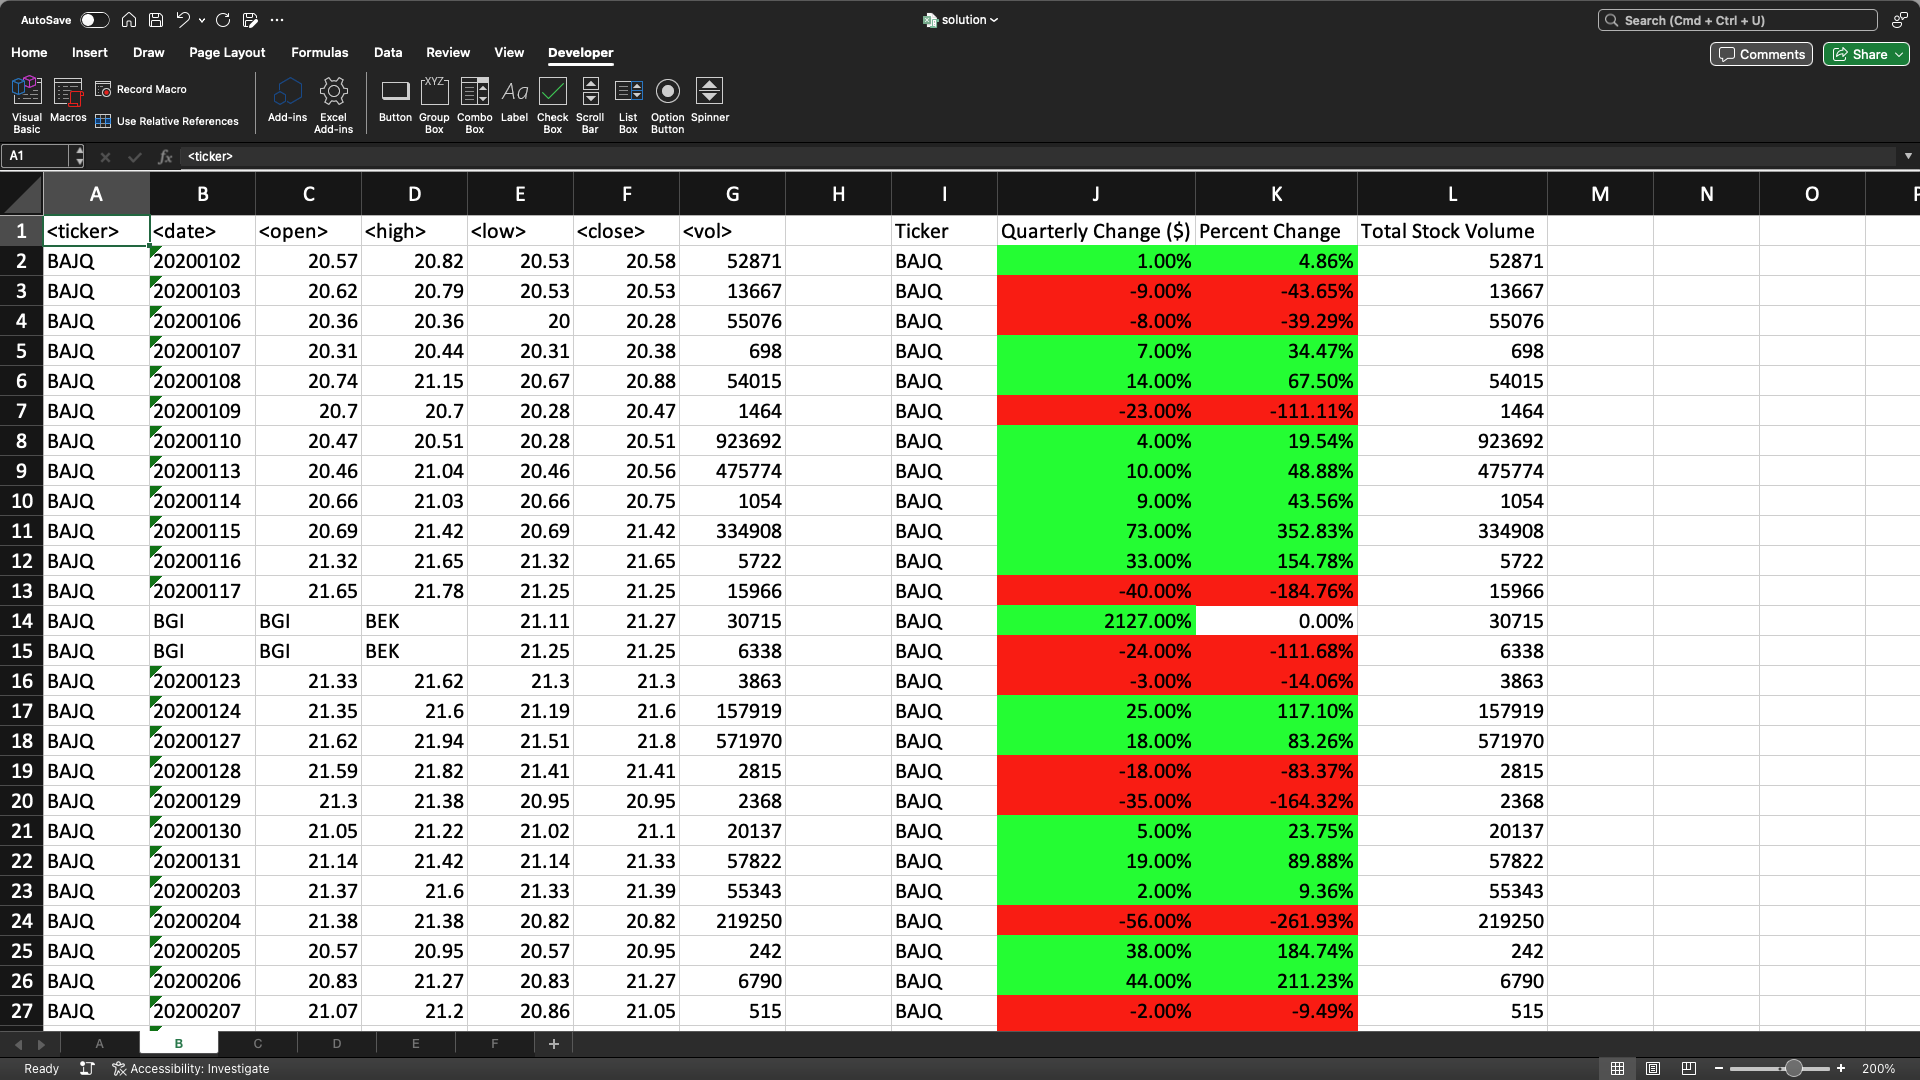 AutoSave
solution
Search (Cmd + Ctrl + U)
Home Insert Draw Page Layout Formulas Data Review View Developer
Comments Share
Visual Basic
Macros
Record Macro
Use Relative References
Add-ins
Excel Add-ins
Button
Group Box
Combo Box
Label
Check Box
Scroll Bar
List Box
Option Button
Spinner
A1 fx <ticker>
A B C D E F G H I J K L M N O P
1 <ticker> <date> <open> <high> <low> <close> <vol> Ticker Quarterly Change ($) Percent Change Total Stock Volume
2 BAJQ 20200102 20.57 20.82 20.53 20.58 52871 BAJQ 1.00% 4.86% 52871
3 BAJQ 20200103 20.62 20.79 20.53 20.53 13667 BAJQ -9.00% -43.65% 13667
4 BAJQ 20200106 20.36 20.36 20 20.28 55076 BAJQ -8.00% -39.29% 55076
5 BAJQ 20200107 20.31 20.44 20.31 20.38 698 BAJQ 7.00% 34.47% 698
6 BAJQ 20200108 20.74 21.15 20.67 20.88 54015 BAJQ 14.00% 67.50% 54015
7 BAJQ 20200109 20.7 20.7 20.28 20.47 1464 BAJQ -23.00% -111.11% 1464
8 BAJQ 20200110 20.47 20.51 20.28 20.51 923692 BAJQ 4.00% 19.54% 923692
9 BAJQ 20200113 20.46 21.04 20.46 20.56 475774 BAJQ 10.00% 48.88% 475774
10 BAJQ 20200114 20.66 21.03 20.66 20.75 1054 BAJQ 9.00% 43.56% 1054
11 BAJQ 20200115 20.69 21.42 20.69 21.42 334908 BAJQ 73.00% 352.83% 334908
12 BAJQ 20200116 21.32 21.65 21.32 21.65 5722 BAJQ 33.00% 154.78% 5722
13 BAJQ 20200117 21.65 21.78 21.25 21.25 15966 BAJQ -40.00% -184.76% 15966
14 BAJQ BGI BGI BEK 21.11 21.27 30715 BAJQ 2127.00% 0.00% 30715
15 BAJQ BGI BGI BEK 21.25 21.25 6338 BAJQ -24.00% -111.68% 6338
16 BAJQ 20200123 21.33 21.62 21.3 21.3 3863 BAJQ -3.00% -14.06% 3863
17 BAJQ 20200124 21.35 21.6 21.19 21.6 157919 BAJQ 25.00% 117.10% 157919
18 BAJQ 20200127 21.62 21.94 21.51 21.8 571970 BAJQ 18.00% 83.26% 571970
19 BAJQ 20200128 21.59 21.82 21.41 21.41 2815 BAJQ -18.00% -83.37% 2815
20 BAJQ 20200129 21.3 21.38 20.95 20.95 2368 BAJQ -35.00% -164.32% 2368
21 BAJQ 20200130 21.05 21.22 21.02 21.1 20137 BAJQ 5.00% 23.75% 20137
22 BAJQ 20200131 21.14 21.42 21.14 21.33 57822 BAJQ 19.00% 89.88% 57822
23 BAJQ 20200203 21.37 21.6 21.33 21.39 55343 BAJQ 2.00% 9.36% 55343
24 BAJQ 20200204 21.38 21.38 20.82 20.82 219250 BAJQ -56.00% -261.93% 219250
25 BAJQ 20200205 20.57 20.95 20.57 20.95 242 BAJQ 38.00% 184.74% 242
26 BAJQ 20200206 20.83 21.27 20.83 21.27 6790 BAJQ 44.00% 211.23% 6790
27 BAJQ 20200207 21.07 21.2 20.86 21.05 515 BAJQ -2.00% -9.49% 515
A B C D E F +
Ready Accessibility: Investigate 200%